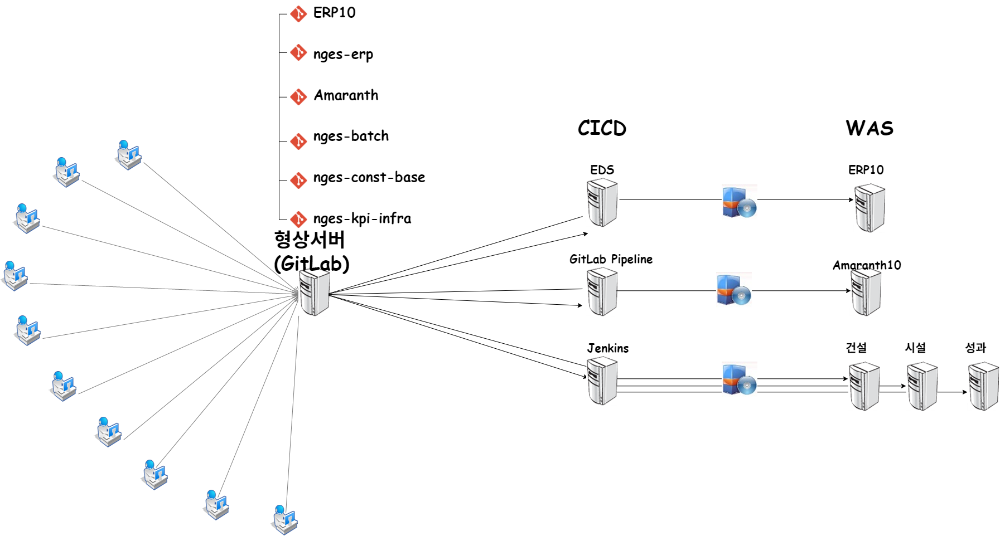 ERP10
nges-erp
Amaranth
nges-batch
nges-const-base
nges-kpi-infra
형상서버
(GitLab)
CICD
WAS
EDS
ERP10
GitLab Pipeline
Amaranth10
Jenkins
건설
시설
성과